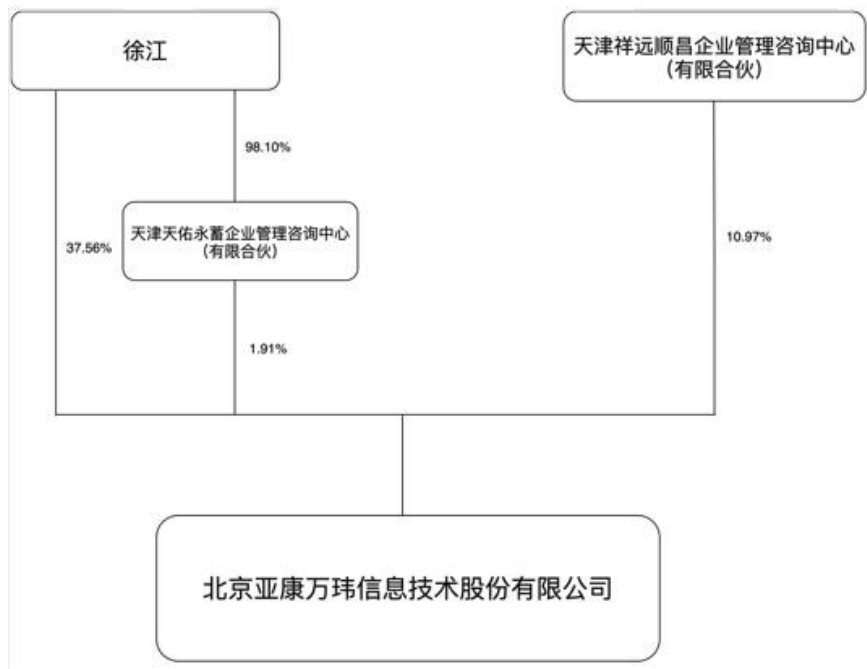 徐江
天津祥远顺昌企业管理咨询中心
（有限合伙）
98.10%
天津天佑永蓄企业管理咨询中心
（有限合伙）
37.56%
10.97%
1.91%
北京亚康万玮信息技术股份有限公司